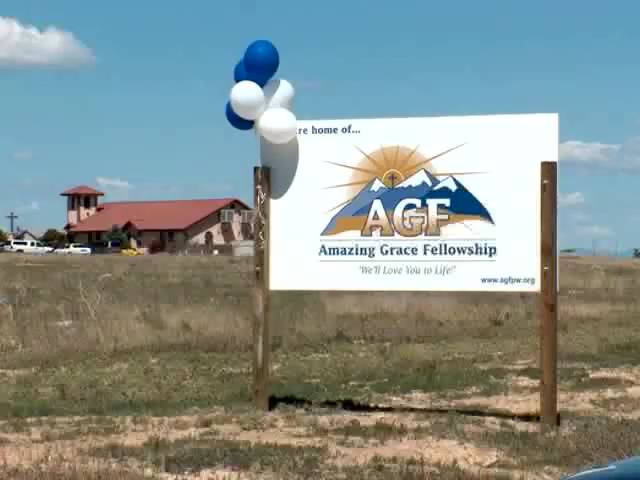 re home of...
AGF
Amazing Grace Fellowship
"We'll Love You to Life!"
www.agfpw.org